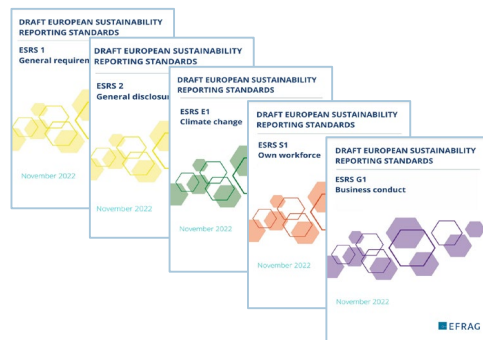 DRAFT EUROPEAN SUSTAINABILITY
REPORTING STANDARDS
ESRS 1
General requirem
November 2022
DRAFT EUROPEAN SUSTAINABILITY
REPORTING STANDARDS
ESRS 2
General disclosu
November 2022
DRAFT EUROPEAN SUSTAINABILITY
REPORTING STANDARDS
ESRS E1
Climate change
November 2022
DRAFT EUROPEAN SUSTAINABILITY
REPORTING STANDARDS
ESRS S1
Own workforce
November 2022
DRAFT EUROPEAN SUSTAINABILITY
REPORTING STANDARDS
ESRS G1
Business conduct
November 2022
EFRAG